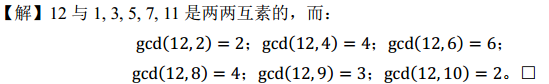 【解】12 与 1, 3, 5, 7, 11 是两两互素的，而：
gcd(12, 2) = 2；gcd(12, 4) = 4；gcd(12, 6) = 6；
gcd(12, 8) = 4；gcd(12, 9) = 3；gcd(12, 10) = 2。□